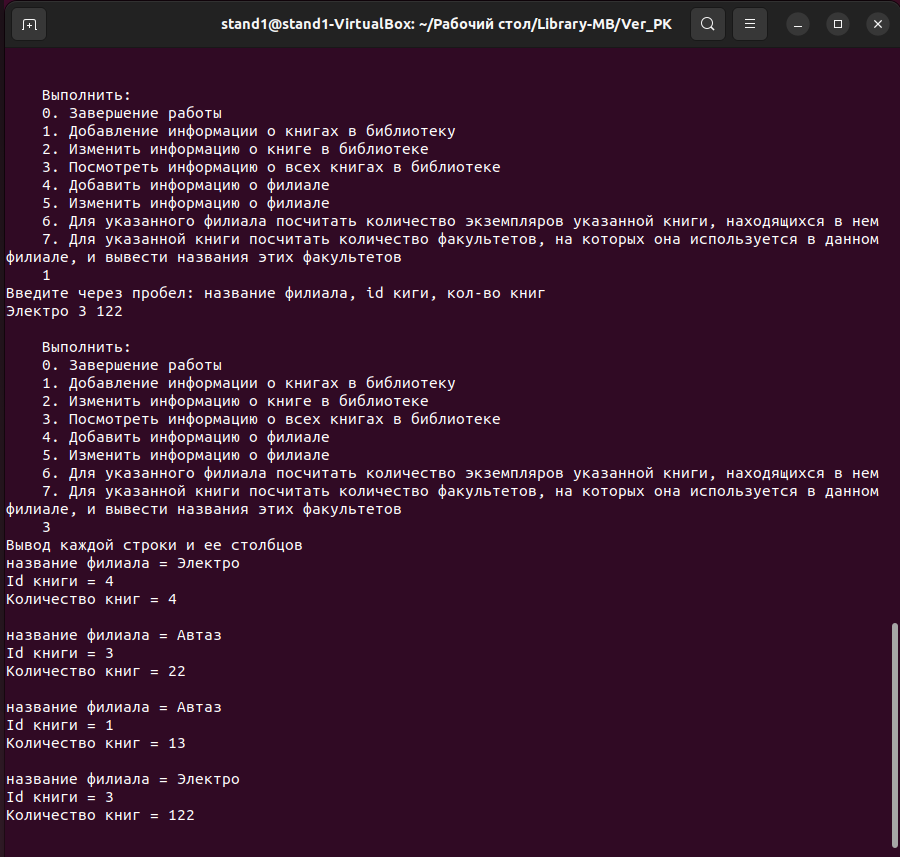 stand1@stand1-VirtualBox: ~/Рабочий стол/Library-MB/Ver_PK
Выполнить:
0. Завершение работы
1. Добавление информации о книгах в библиотеку
2. Изменить информацию о книге в библиотеке
3. Посмотреть информацию о всех книгах в библиотеке
4. Добавить информацию о филиале
5. Изменить информацию о филиале
6. Для указанного филиала посчитать количество экземпляров указанной книги, находящихся в нем
7. Для указанной книги посчитать количество факультетов, на которых она используется в данном
филиале, и вывести названия этих факультетов
1
Введите через пробел: название филиала, id киги, кол-во книг
Электро 3 122
Выполнить:
0. Завершение работы
1. Добавление информации о книгах в библиотеку
2. Изменить информацию о книге в библиотеке
3. Посмотреть информацию о всех книгах в библиотеке
4. Добавить информацию о филиале
5. Изменить информацию о филиале
6. Для указанного филиала посчитать количество экземпляров указанной книги, находящихся в нем
7. Для указанной книги посчитать количество факультетов, на которых она используется в данном
филиале, и вывести названия этих факультетов
3
Вывод каждой строки и ее столбцов
название филиала = Электро
Id книги = 4
Количество книг = 4
название филиала = Автаз
Id книги = 3
Количество книг = 22
название филиала = Автаз
Id книги = 1
Количество книг = 13
название филиала = Электро
Id книги = 3
Количество книг = 122